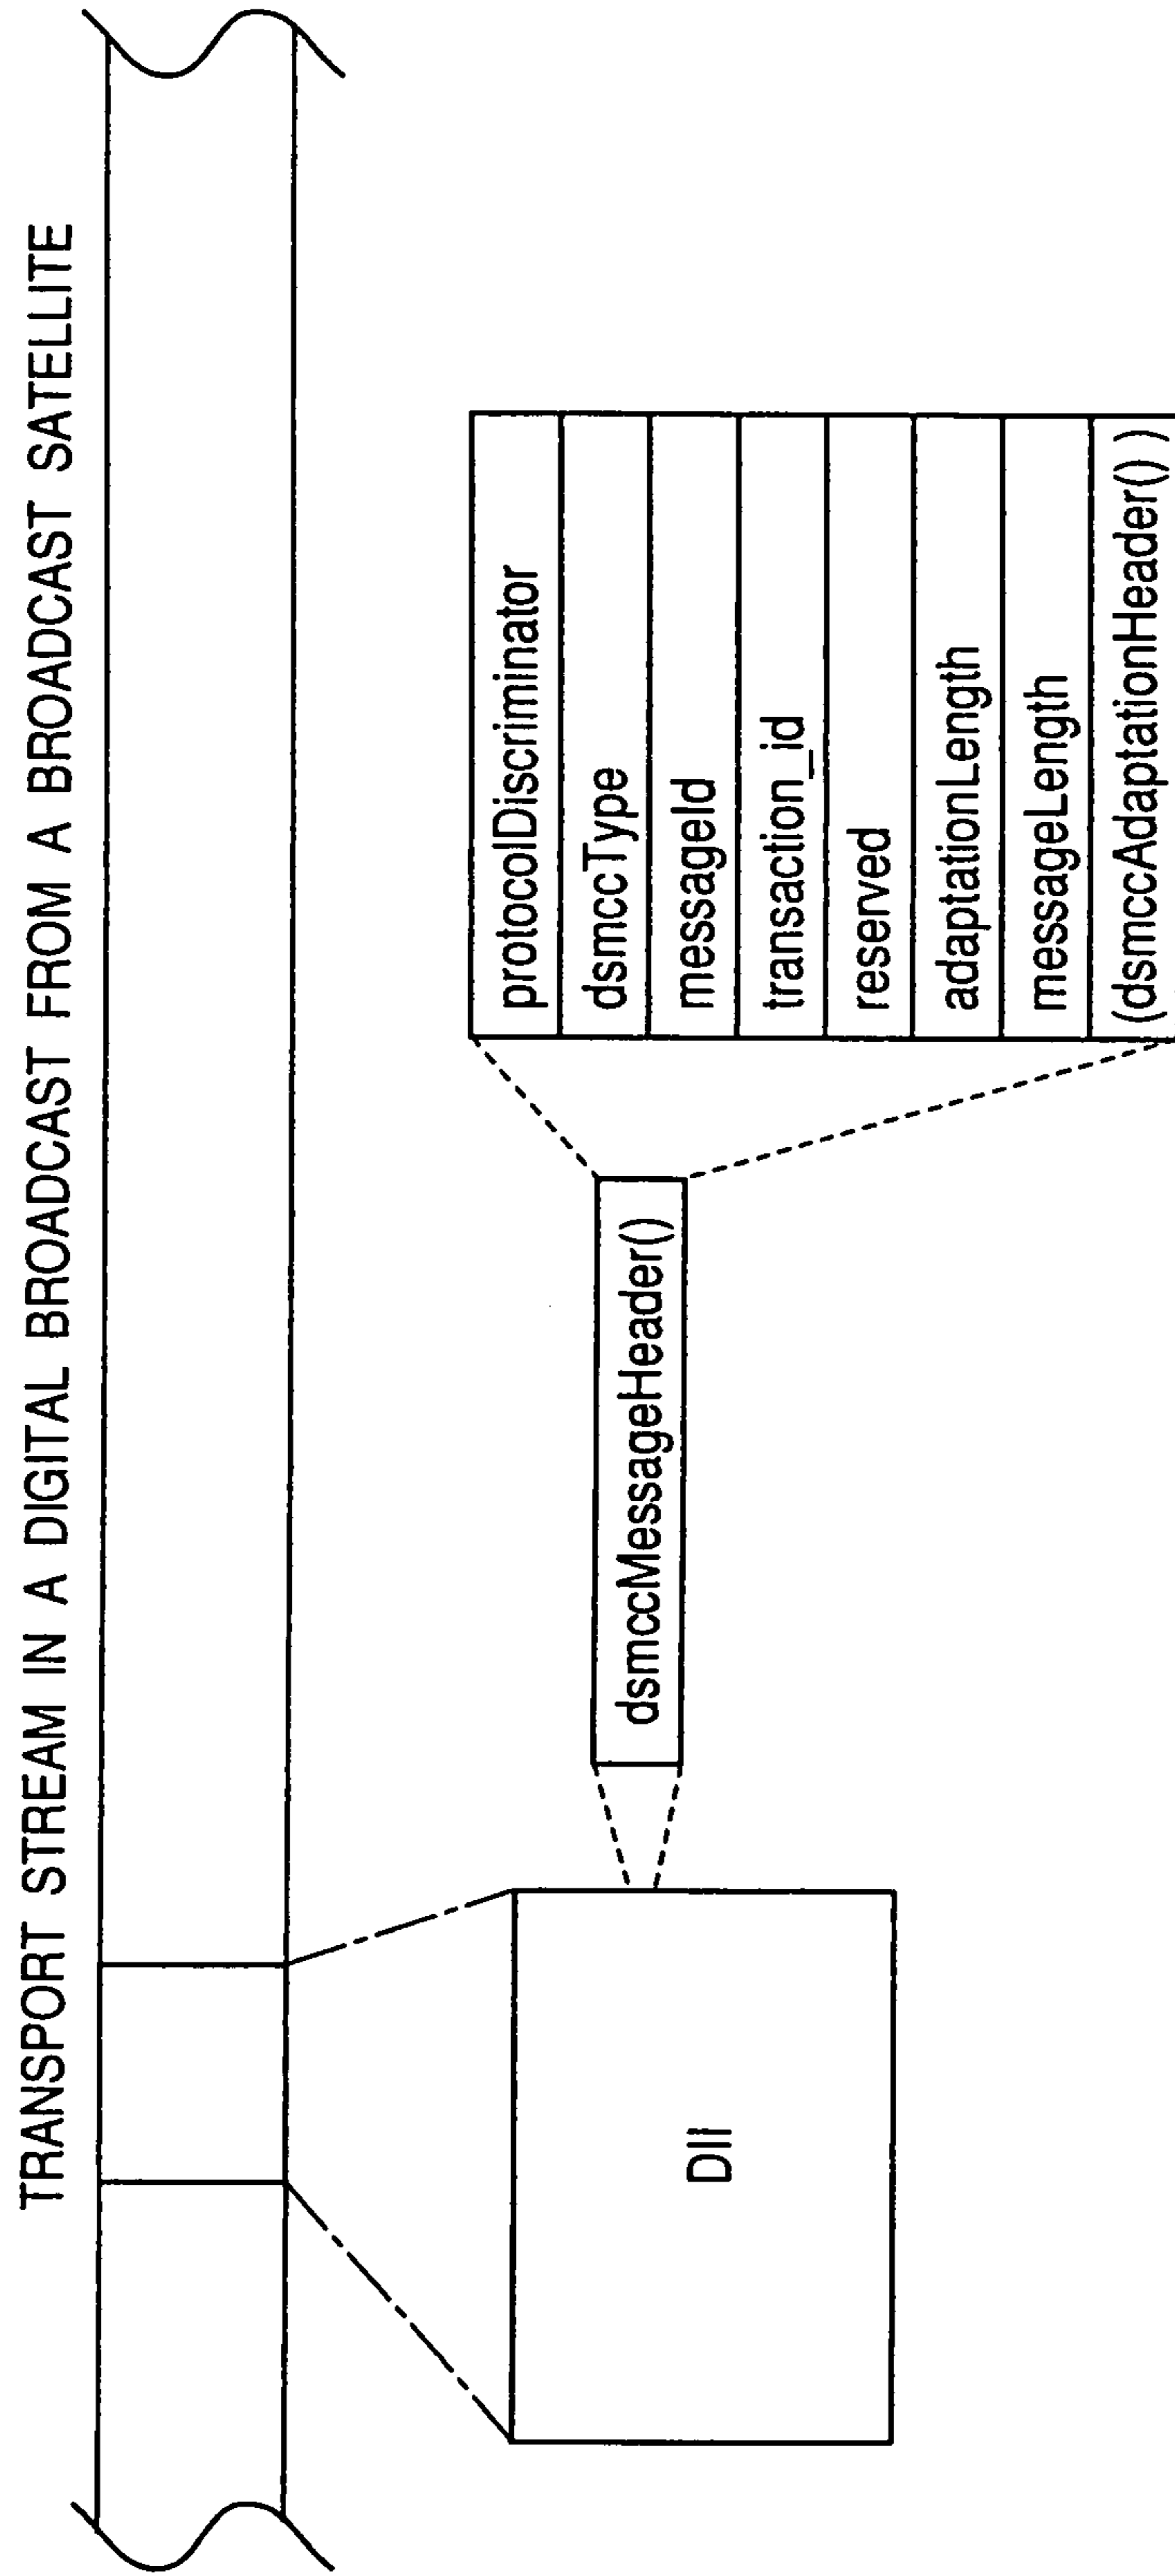 TRANSPORT STREAM IN A DIGITAL BROADCAST FROM A BROADCAST SATELLITE
DII
dsmccMessageHeader()
protocolDiscriminator
dsmccType
messageId
transaction_id
reserved
adaptationLength
messageLength
(dsmccAdaptationHeader() )